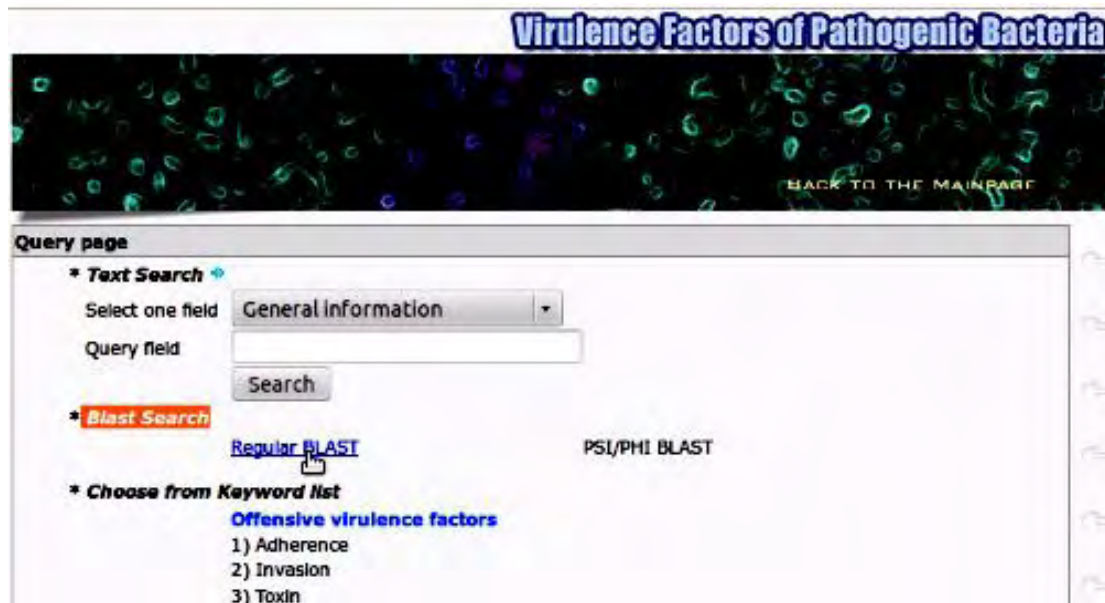 Virulence Factors of Pathogenic Bacteria
BACK TO THE MAINPAGE
Query page
* Text Search
Select one field General information
Query field
Search
* Blast Search
Regular BLAST PSI/PHI BLAST
* Choose from Keyword list
Offensive virulence factors
1) Adherence
2) Invasion
3) Toxin